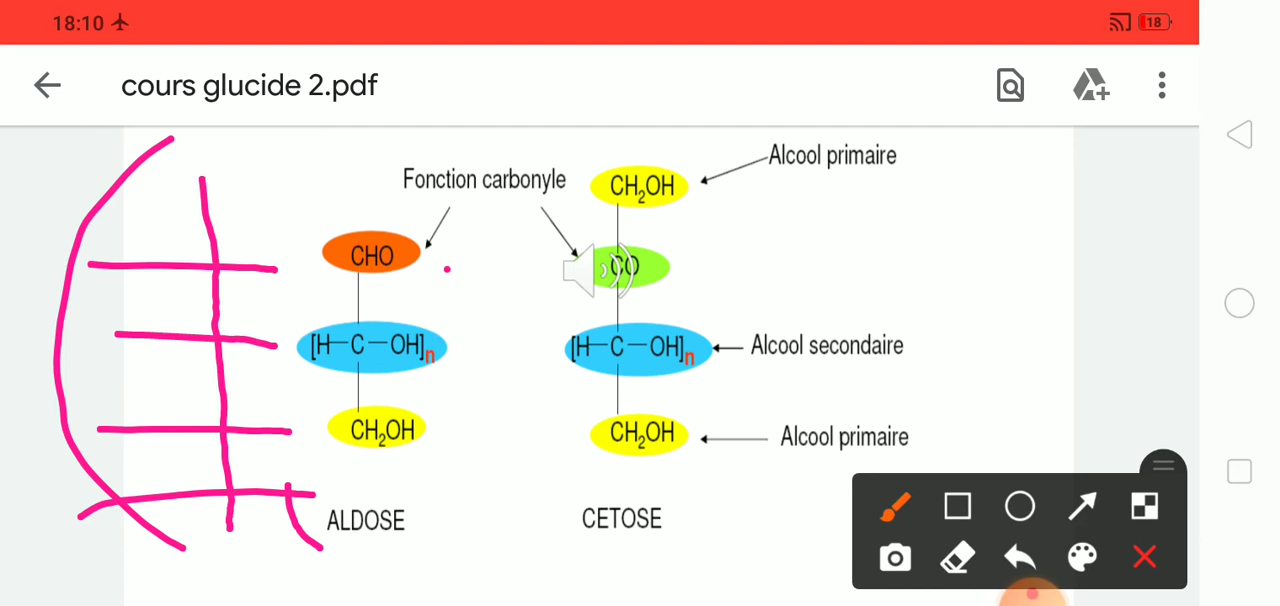 18:10
18
cours glucide 2.pdf
Alcool primaire
Fonction carbonyle
CH₂OH
CHO
CO
[H—C—OH]n
[H—C—OH]n
Alcool secondaire
CH₂OH
CH₂OH
Alcool primaire
ALDOSE
CETOSE